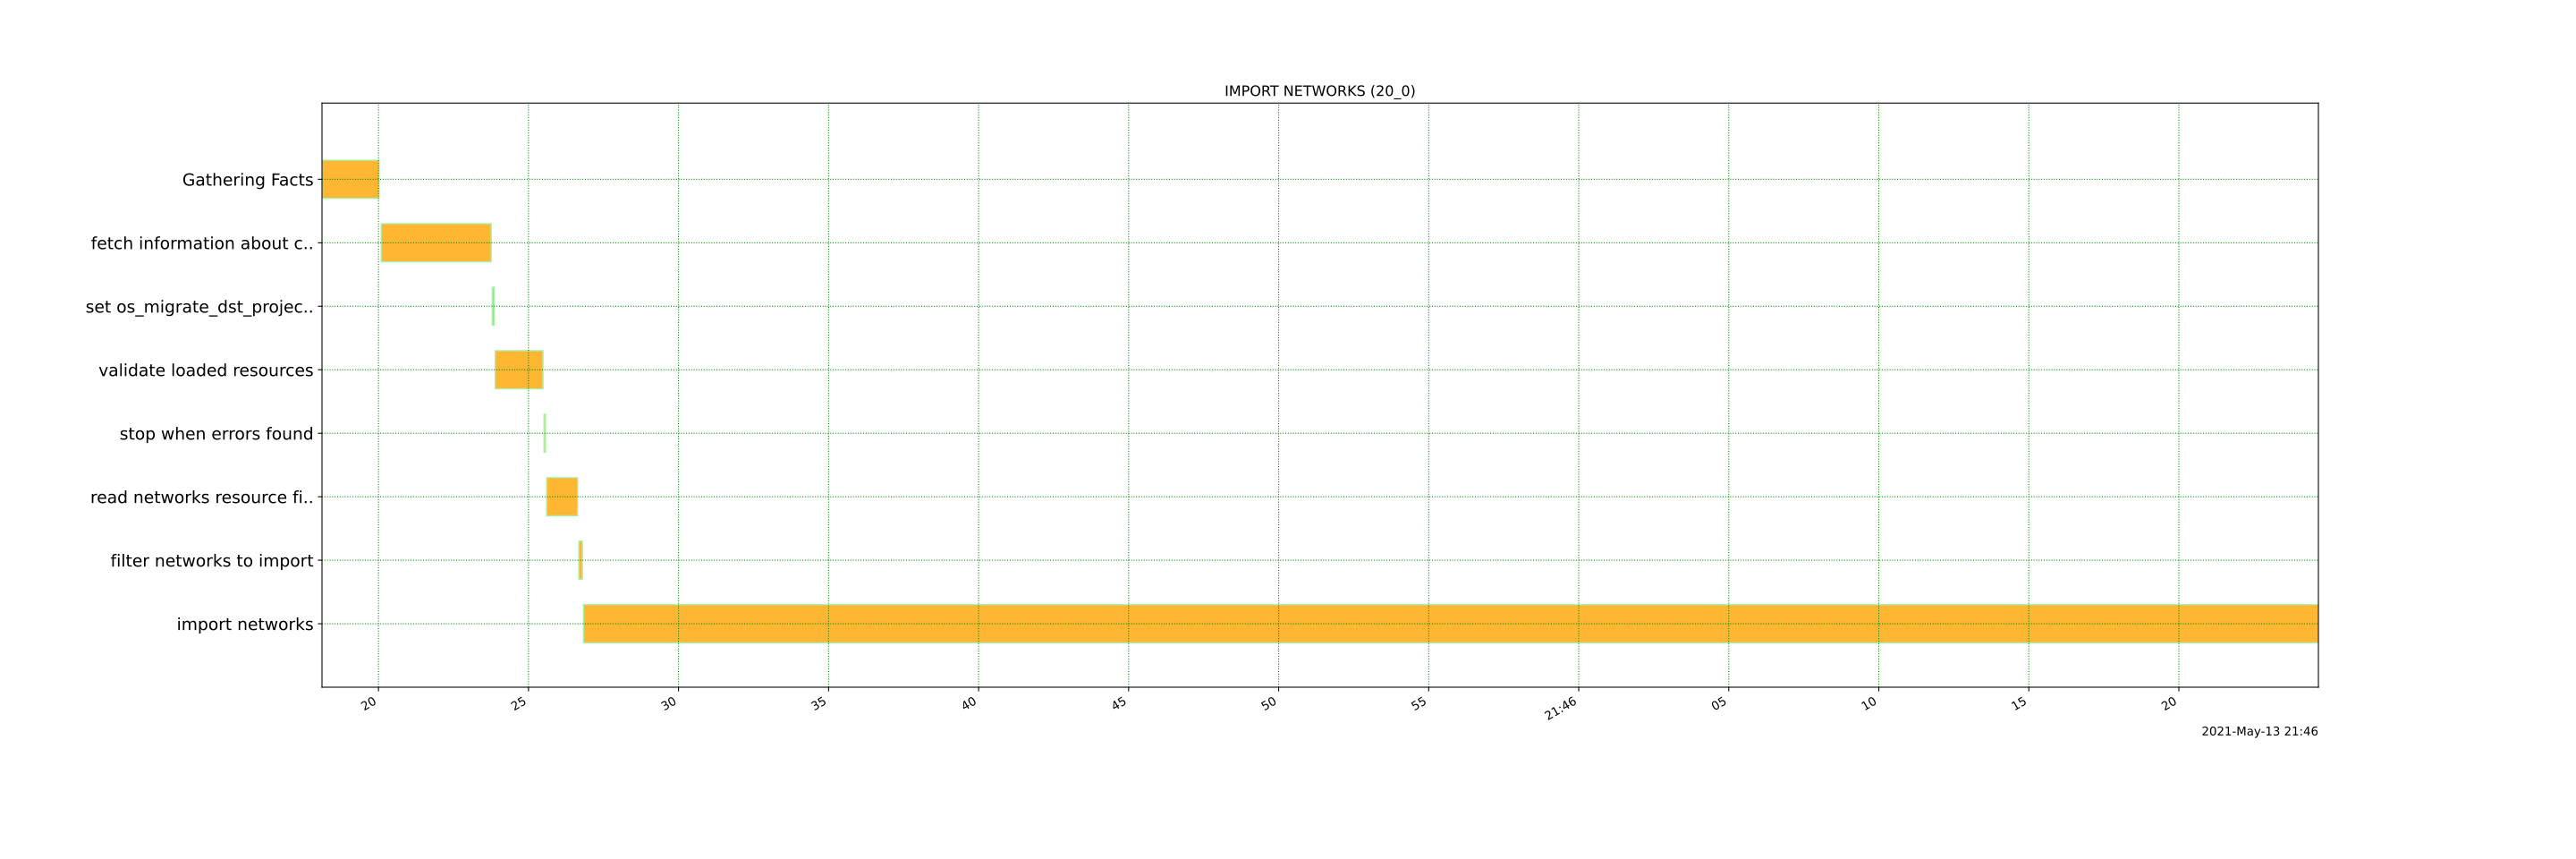 IMPORT NETWORKS (20_0)
Gathering Facts
fetch information about c..
set os_migrate_dst_projec..
validate loaded resources
stop when errors found
read networks resource fi..
filter networks to import
import networks
20 25 30 35 40 45 50 55 21:46 05 10 15 20
2021-May-13 21:46